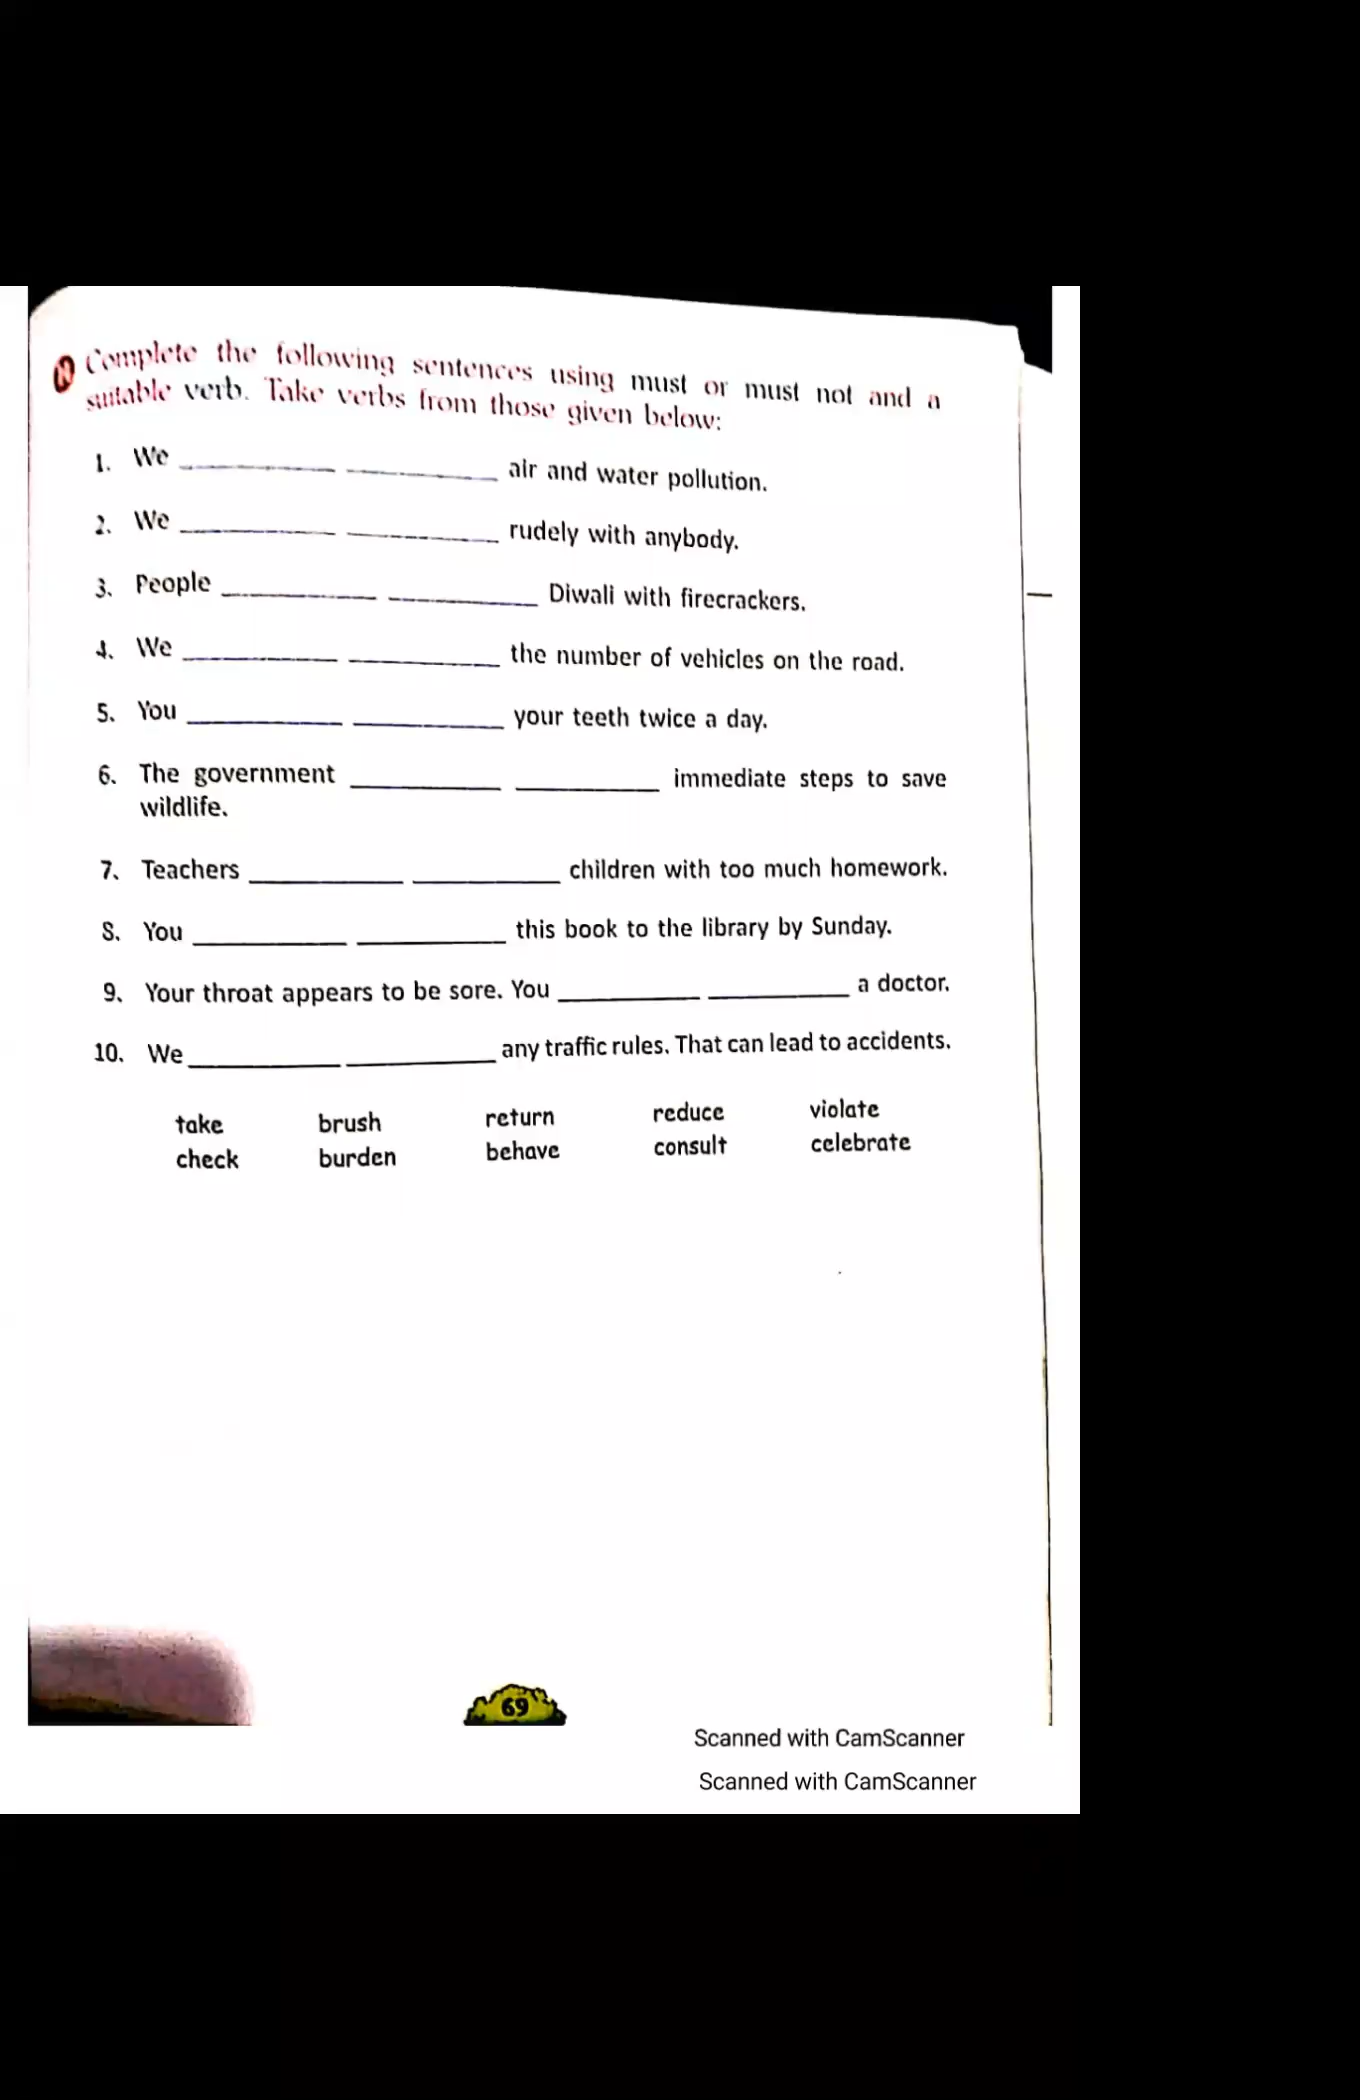 N Complete the following sentences using must or must not and a
suitable verb. Take verbs from those given below:
1. We ____________ ____________ air and water pollution.
2. We ____________ ____________ rudely with anybody.
3. People ____________ ____________ Diwali with firecrackers.
4. We ____________ ____________ the number of vehicles on the road.
5. You ____________ ____________ your teeth twice a day.
6. The government ____________ ____________ immediate steps to save
wildlife.
7. Teachers ____________ ____________ children with too much homework.
8. You ____________ ____________ this book to the library by Sunday.
9. Your throat appears to be sore. You ____________ ____________ a doctor.
10. We ____________ ____________ any traffic rules. That can lead to accidents.
take brush return reduce violate
check burden behave consult celebrate
69
Scanned with CamScanner
Scanned with CamScanner